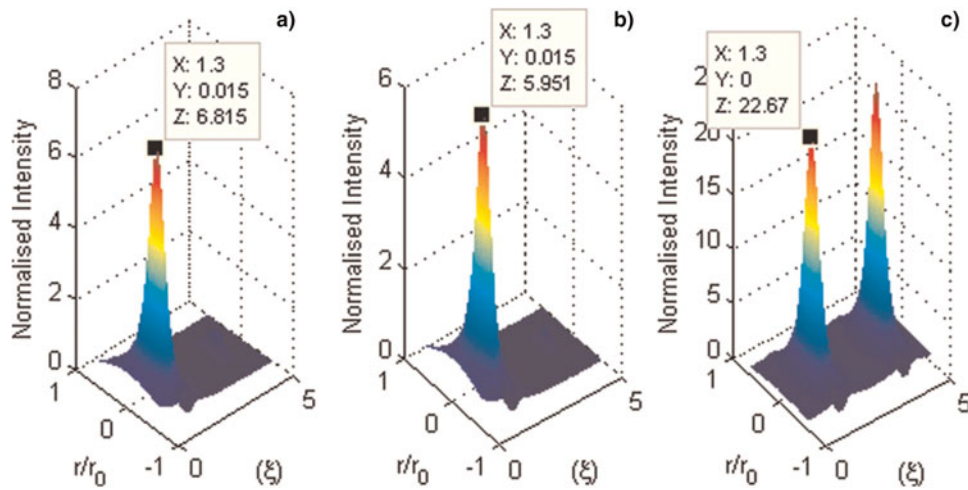 a)
X: 1.3
Y: 0.015
Z: 6.815
Normalised Intensity
8
6
4
2
0
1
0
-1
r/r0
0
5
(ξ)
b)
X: 1.3
Y: 0.015
Z: 5.951
Normalised Intensity
6
4
2
0
1
0
-1
r/r0
0
5
(ξ)
c)
X: 1.3
Y: 0
Z: 22.67
Normalised Intensity
2
20
15
10
5
0
1
0
-1
r/r0
0
5
(ξ)